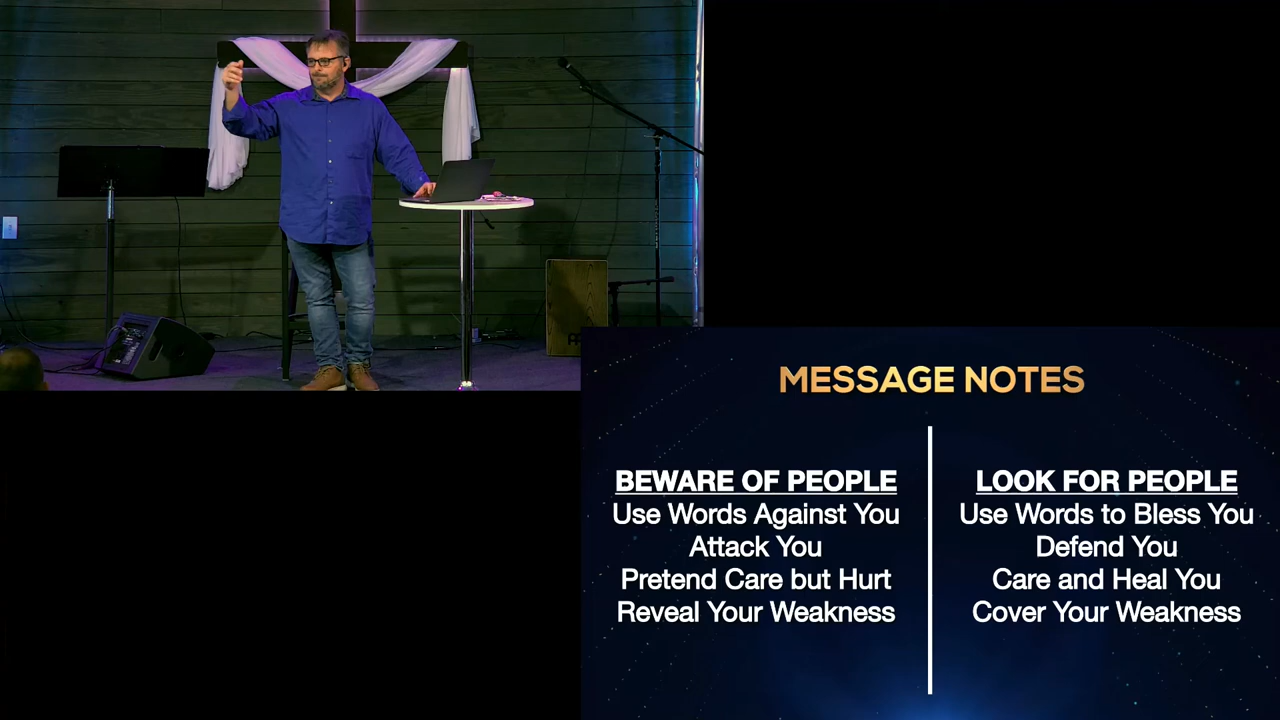 MESSAGE NOTES
BEWARE OF PEOPLE
Use Words Against You
Attack You
Pretend Care but Hurt
Reveal Your Weakness
LOOK FOR PEOPLE
Use Words to Bless You
Defend You
Care and Heal You
Cover Your Weakness